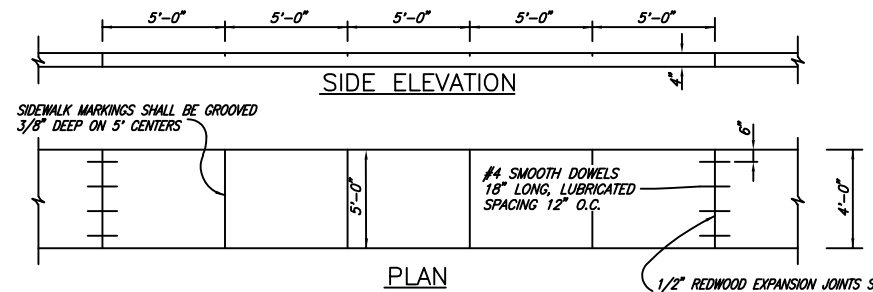 5'-0" 5'-0" 5'-0" 5'-0" 5'-0"
4"
SIDE ELEVATION
SIDEWALK MARKINGS SHALL BE GROOVED
3/8" DEEP ON 5' CENTERS
6"
#4 SMOOTH DOWELS
18" LONG, LUBRICATED
SPACING 12" O.C.
5'-0"
4'-0"
PLAN
1/2" REDWOOD EXPANSION JOINTS S